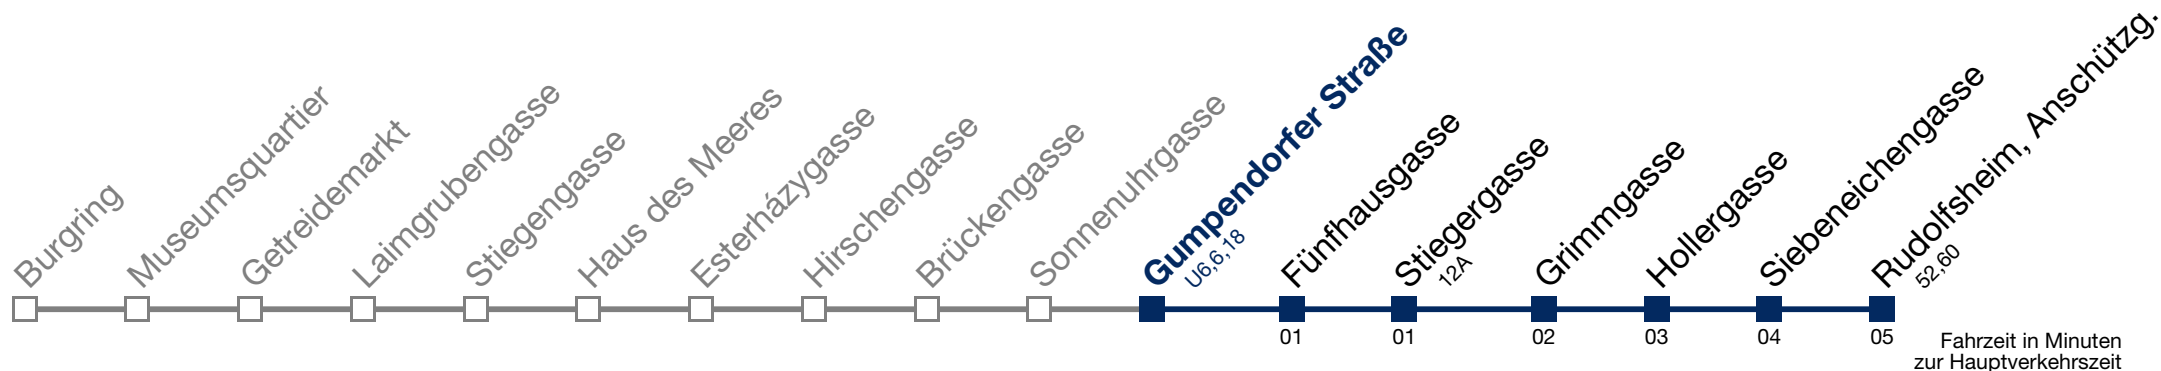 Burgring
Museumsquartier
Getreidemarkt
Laimgrubengasse
Stiegengasse
Haus des Meeres
Esterházygasse
Hirschengasse
Brückengasse
Sonnenuhrgasse
Gumpendorfer Straße
U6,6,18
Fünfhausgasse
Stiegergasse
12A
Grimmgasse
Hollergasse
Siebeneichengasse
Rudolfsheim, Anschützg.
52,60
01
01
02
03
04
05
Fahrzeit in Minuten
zur Hauptverkehrszeit